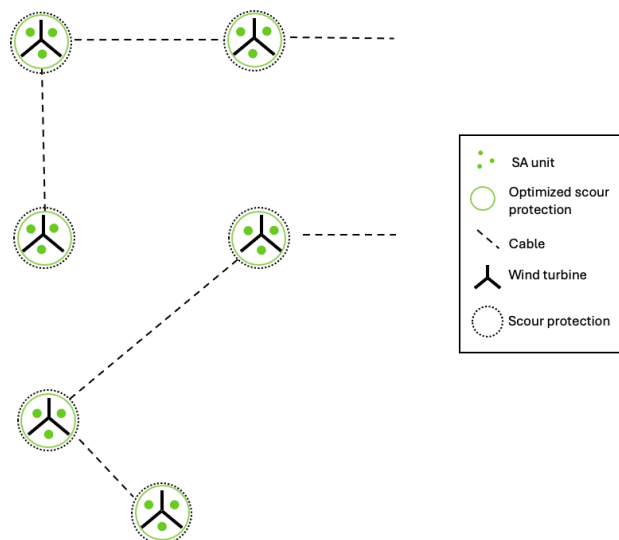 SA unit
Optimized scour
protection
Cable
Wind turbine
Scour protection